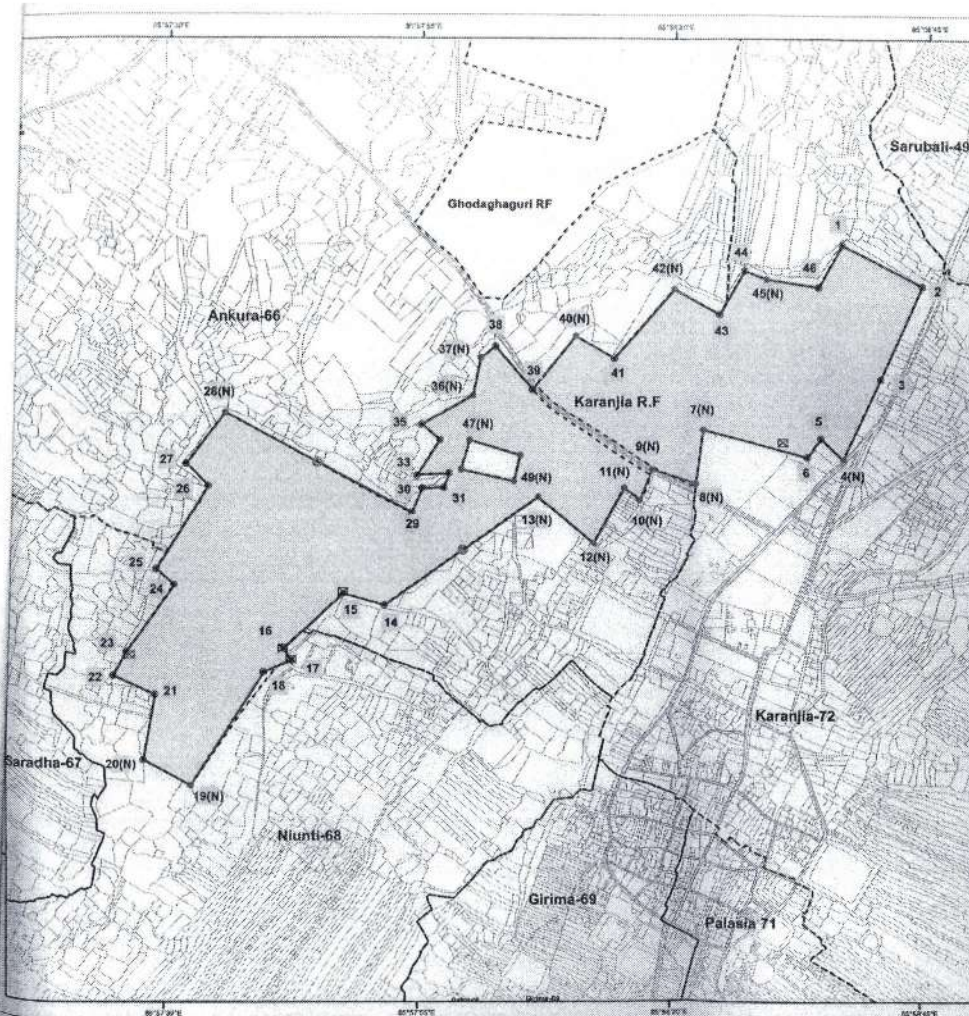 Sarubali-49
Ghodaghaguri RF
1
44
42(N)
46
45(N)
2
Ankura-66
38
40(N)
43
37(N)
39
41
3
36(N)
Karanjia R.F
28(N)
7(N)
35
47(N)
5
9(N)
27
33
11(N)
6
4(N)
26
30
31
49(N)
8(N)
29
13(N)
10(N)
12(N)
25
24
15
14
23
16
17
22
18
21
Karanjia-72
Saradha-67
20(N)
19(N)
Niunti-68
Girima-69
Palasia 71